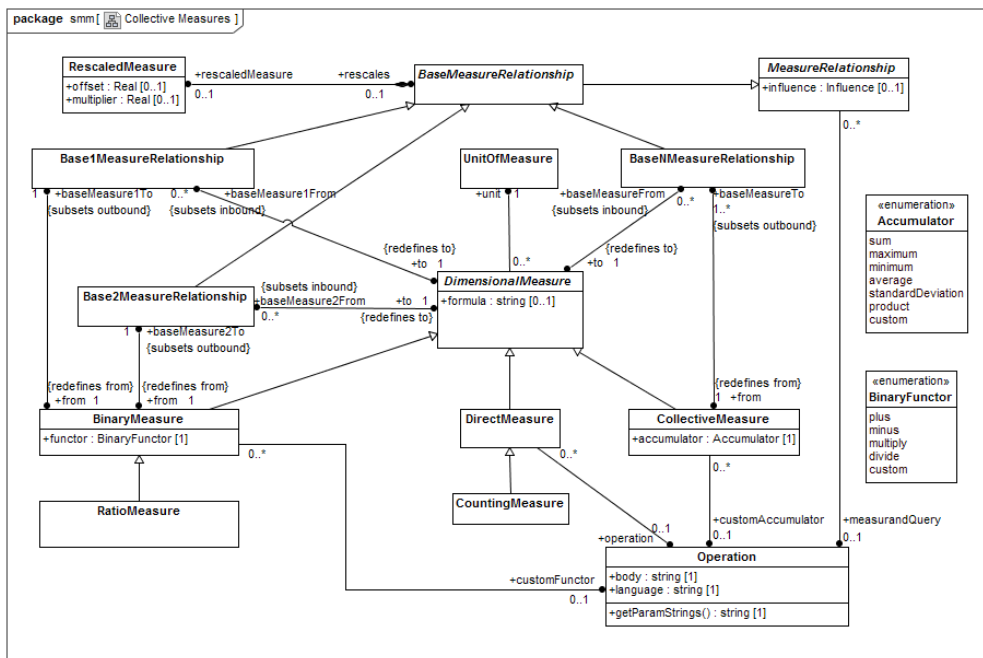 package smm [ Collective Measures ]
RescaledMeasure
+offset : Real [0..1]
+multiplier : Real [0..1]
+rescaledMeasure
0..1
+rescales
0..1
BaseMeasureRelationship
MeasureRelationship
+influence : Influence [0..1]
0..*
Base1MeasureRelationship
1
+baseMeasure1To
{subsets outbound}
0..*
+baseMeasure1From
{subsets inbound}
UnitOfMeasure
+unit
1
0..*
BaseNMeasureRelationship
+baseMeasureFrom
{subsets inbound}
0..*
+baseMeasureTo
1..*
{subsets outbound}
«enumeration»
Accumulator
sum
maximum
minimum
average
standardDeviation
product
custom
{redefines to}
+to 1
{redefines to}
+to 1
Base2MeasureRelationship
{subsets inbound}
+baseMeasure2From
0..*
+to 1
{redefines to}
1
+baseMeasure2To
{subsets outbound}
DimensionalMeasure
+formula : string [0..1]
{redefines from}
+from 1
{redefines from}
+from 1
{redefines from}
1 +from
«enumeration»
BinaryFunctor
plus
minus
multiply
divide
custom
BinaryMeasure
+functor : BinaryFunctor [1]
0..*
DirectMeasure
0..*
CollectiveMeasure
+accumulator : Accumulator [1]
0..*
RatioMeasure
CountingMeasure
0..1
+operation
+customAccumulator
0..1
+measurandQuery
0..1
+customFunctor
0..1
Operation
+body : string [1]
+language : string [1]
+getParamStrings() : string [1]